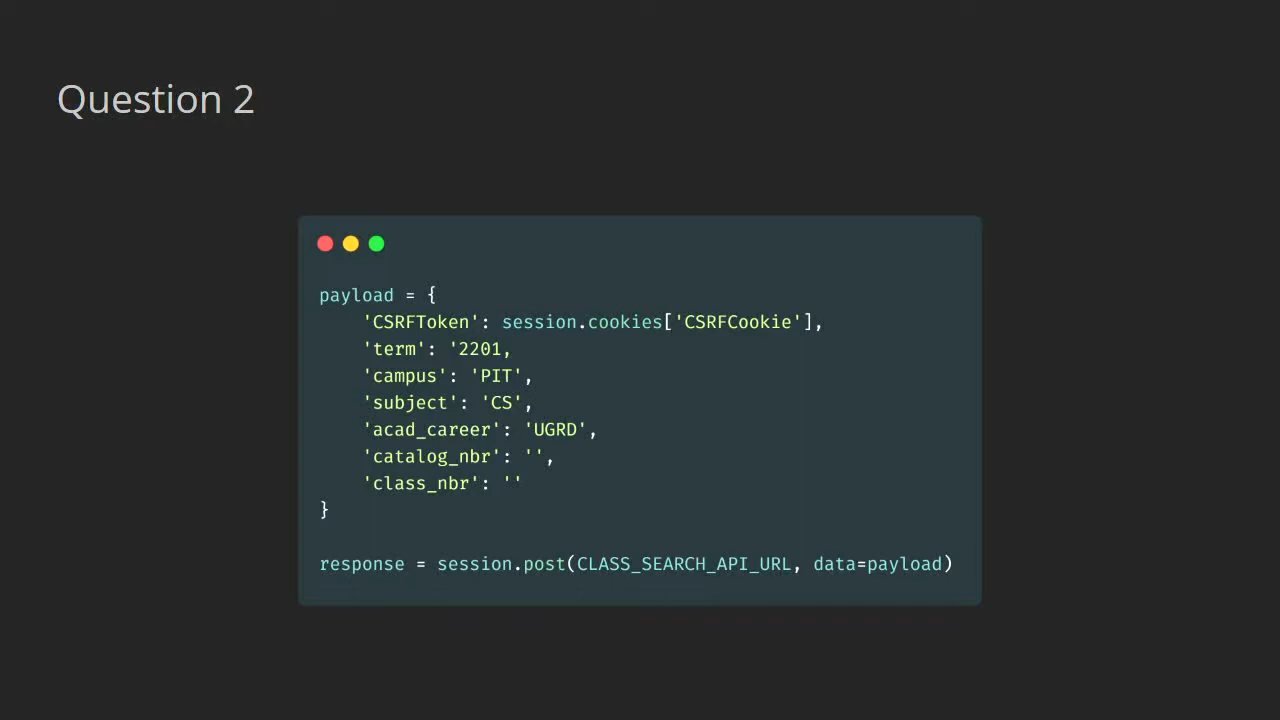 Question 2
payload = {
    'CSRFToken': session.cookies['CSRFCookie'],
    'term': '2201,
    'campus': 'PIT',
    'subject': 'CS',
    'acad_career': 'UGRD',
    'catalog_nbr': '',
    'class_nbr': ''
}
response = session.post(CLASS_SEARCH_API_URL, data=payload)